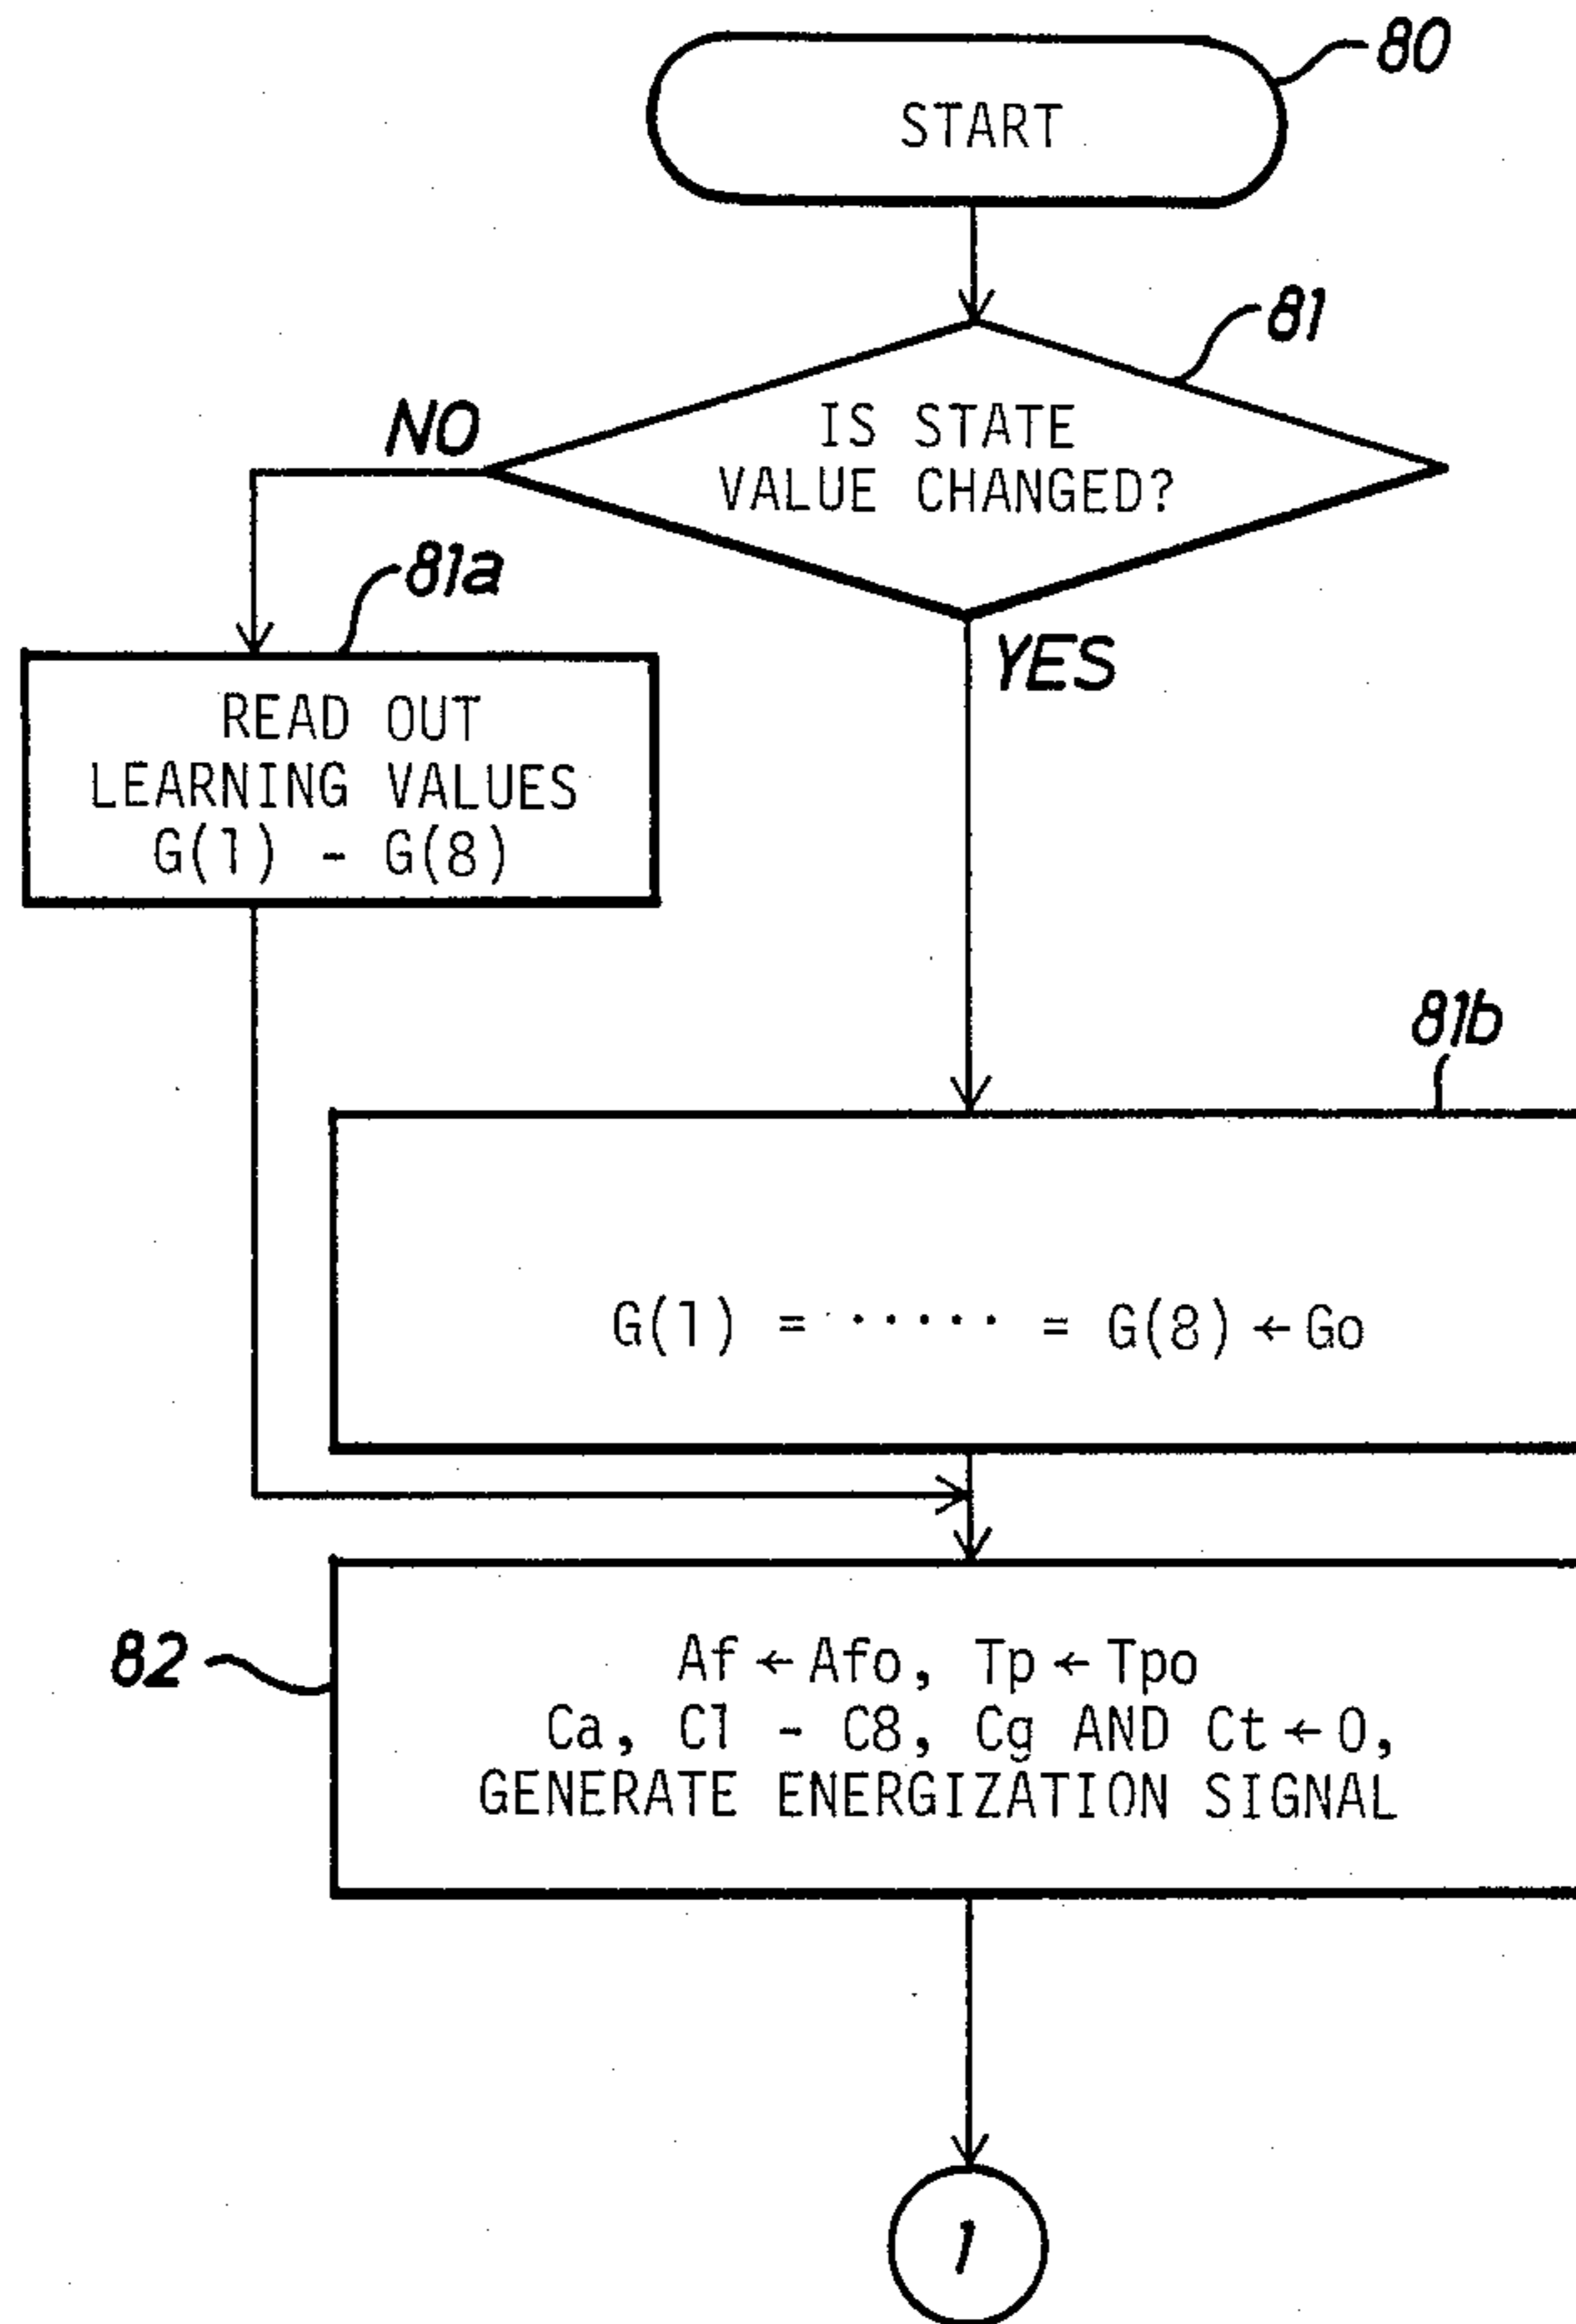 80
START
81
IS STATE
VALUE CHANGED?
NO
YES
81a
READ OUT
LEARNING VALUES
G(1) - G(8)
81b
G(1) = ····· = G(8) ← Go
82
Af ← Afo, Tp ← Tpo
Ca, C1 - C8, Cg AND Ct ← 0,
GENERATE ENERGIZATION SIGNAL
1